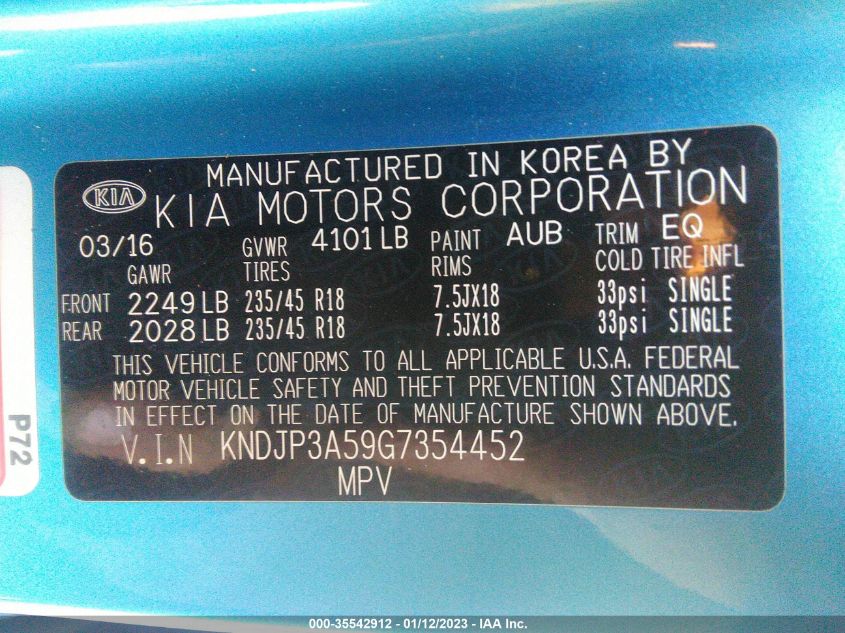 MANUFACTURED IN KOREA BY
KIA KIA MOTORS CORPORATION
03/16 GVWR 4101 LB PAINT AUB TRIM EQ
GAWR TIRES RIMS COLD TIRE INFL
FRONT 2249 LB 235/45 R18 7.5JX18 33psi SINGLE
REAR 2028 LB 235/45 R18 7.5JX18 33psi SINGLE
THIS VEHICLE CONFORMS TO ALL APPLICABLE U.S.A. FEDERAL
MOTOR VEHICLE SAFETY AND THEFT PREVENTION STANDARDS
IN EFFECT ON THE DATE OF MANUFACTURE SHOWN ABOVE.
V.I.N KNDJP3A59G7354452
MPV
P72
000-35542912 - 01/12/2023 - IAA Inc.